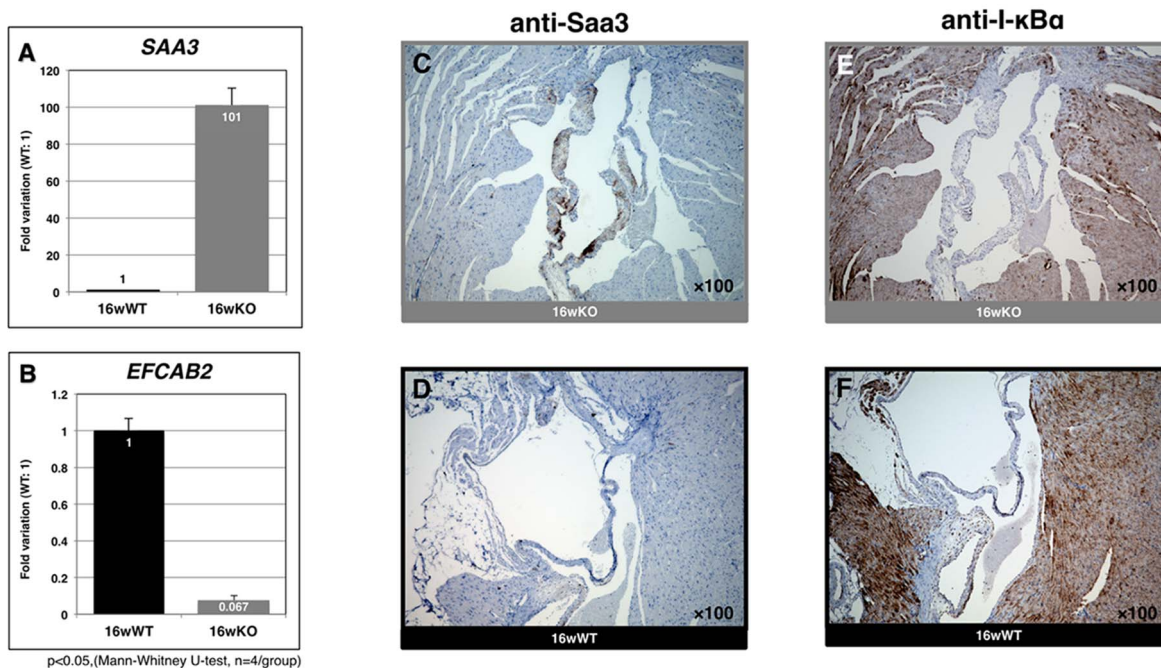 A
SAA3
Fold variation (WT: 1)
120
100
80
60
40
20
0
1
101
16wWT
16wKO
B
EFCAB2
Fold variation (WT: 1)
1.2
1
0.8
0.6
0.4
0.2
0
1
0.067
16wWT
16wKO
p<0.05,(Mann-Whitney U-test, n=4/group)
anti-Saa3
C
×100
16wKO
D
×100
16wWT
anti-I-κBα
E
×100
16wKO
F
×100
16wWT